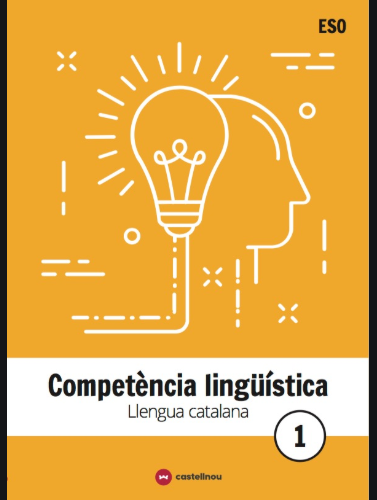 ESO
Competència lingüística
Llengua catalana
1
castellnou